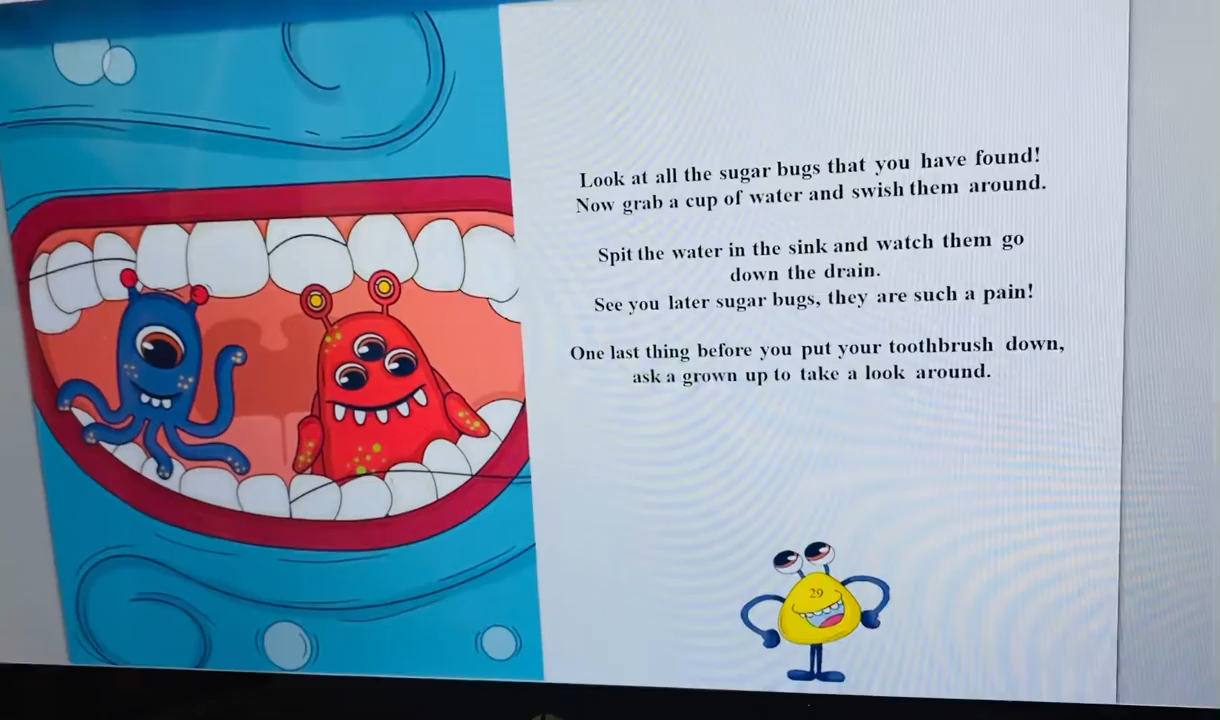 Look at all the sugar bugs that you have found!
Now grab a cup of water and swish them around.
Spit the water in the sink and watch them go
down the drain.
See you later sugar bugs, they are such a pain!
One last thing before you put your toothbrush down,
ask a grown up to take a look around.
29